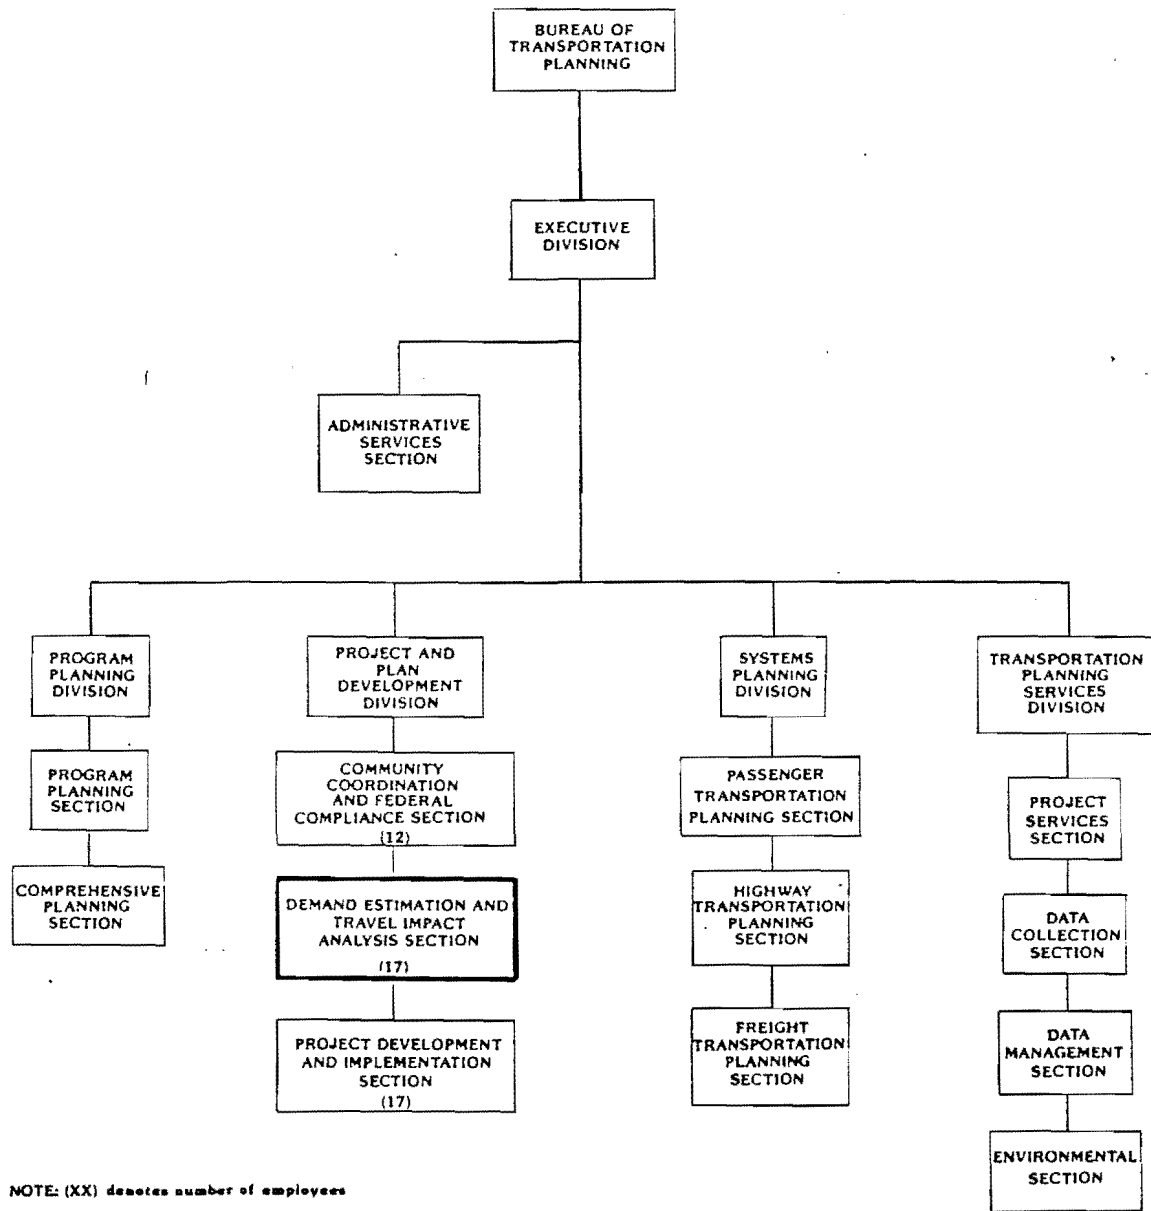 BUREAU OF
TRANSPORTATION
PLANNING
EXECUTIVE
DIVISION
ADMINISTRATIVE
SERVICES
SECTION
PROGRAM
PLANNING
DIVISION
PROGRAM
PLANNING
SECTION
COMPREHENSIVE
PLANNING
SECTION
PROJECT AND
PLAN
DEVELOPMENT
DIVISION
COMMUNITY
COORDINATION
AND FEDERAL
COMPLIANCE SECTION
(12)
DEMAND ESTIMATION AND
TRAVEL IMPACT
ANALYSIS SECTION
(17)
PROJECT DEVELOPMENT
AND IMPLEMENTATION
SECTION
(17)
SYSTEMS
PLANNING
DIVISION
PASSENGER
TRANSPORTATION
PLANNING SECTION
HIGHWAY
TRANSPORTATION
PLANNING
SECTION
FREIGHT
TRANSPORTATION
PLANNING
SECTION
TRANSPORTATION
PLANNING
SERVICES
DIVISION
PROJECT
SERVICES
SECTION
DATA
COLLECTION
SECTION
DATA
MANAGEMENT
SECTION
ENVIRONMENTAL
SECTION
NOTE: (XX) denotes number of employees